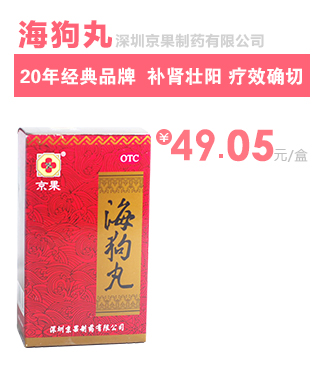 海狗丸深圳京果制药有限公司
20年经典品牌 补肾壮阳 疗效确切
¥49.05元/盒
OTC
京果
海狗丸
深圳京果制药有限公司